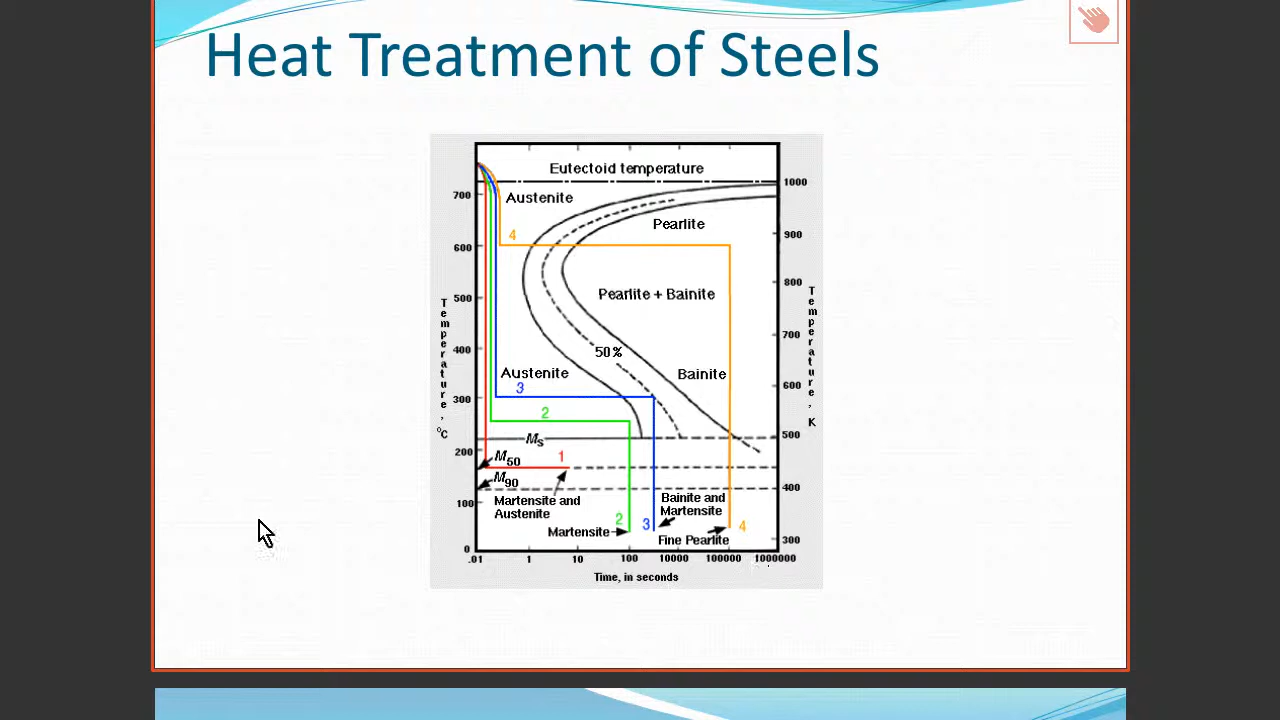 Heat Treatment of Steels
Eutectoid temperature
1000
700
Austenite
Pearlite
900
4
600
800
Pearlite + Bainite
500
Temperature, °C
Temperature, K
700
400
50%
Austenite
Bainite
600
3
300
2
500
Ms
200
M50
1
M90
400
100
Martensite and
Austenite
Bainite and
Martensite
2
3
4
Martensite
Fine Pearlite
300
0
.01
1
10
100
10000
100000
1000000
Time, in seconds